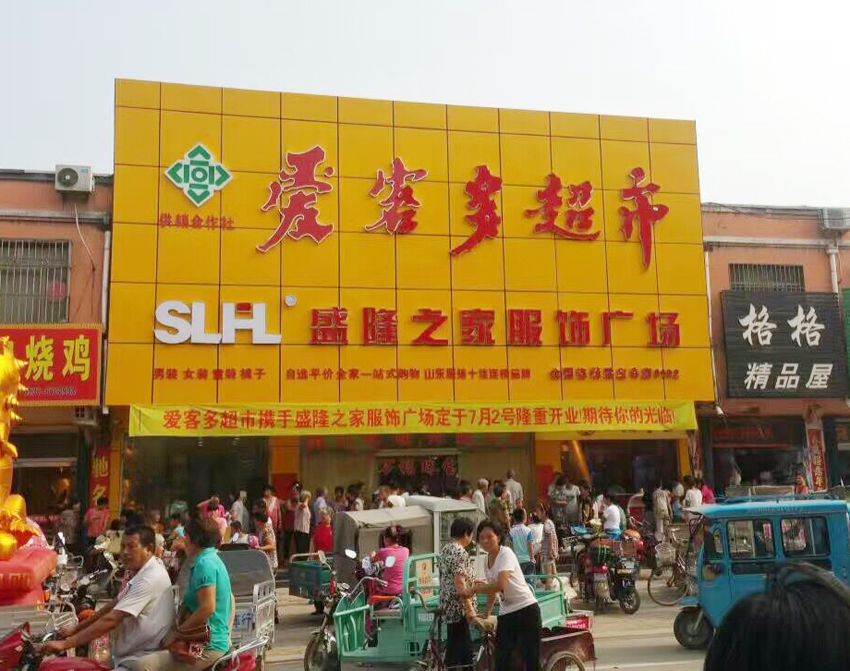 爱客多超市
供销合作社
SLHL 盛隆之家服饰广场
男装 女装 童装 裤子 自选平价全家一站式购物 山东服饰十佳连锁品牌
爱客多超市携手盛隆之家服饰广场定于7月2号隆重开业!期待你的光临!
烧鸡
格格
精品屋